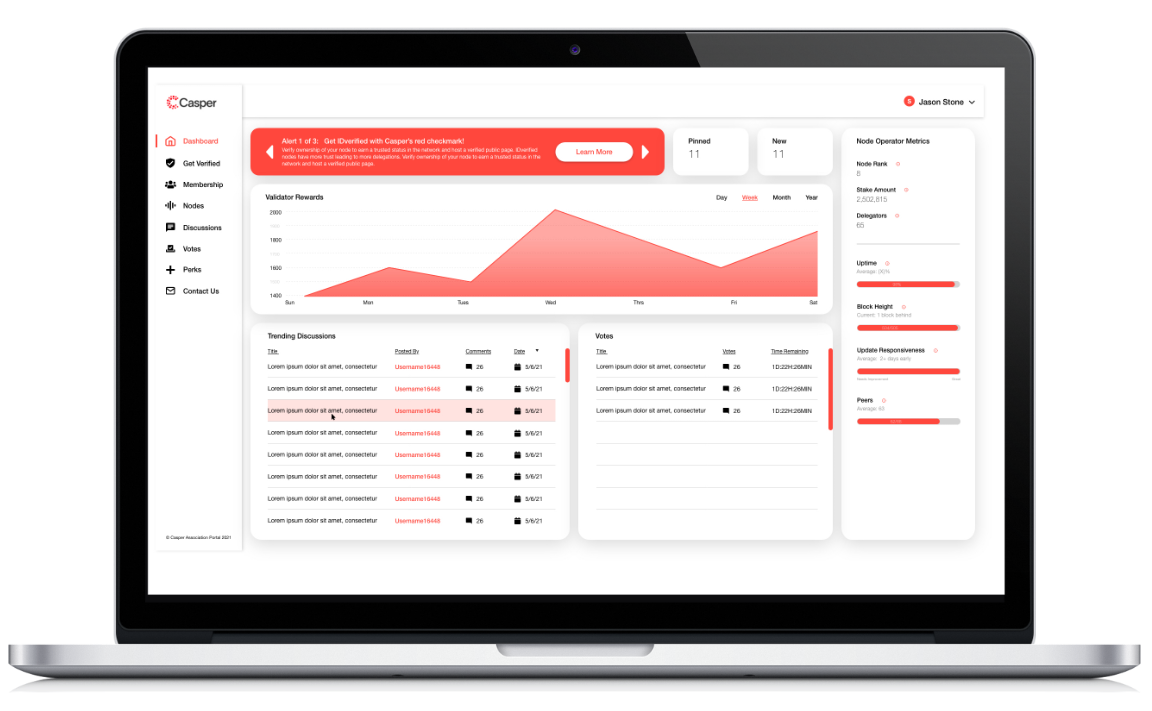 Casper
S Jason Stone
Dashboard
Get Verified
Membership
Nodes
Discussions
Votes
Perks
Contact Us
© Casper Association Portal 2021
Alert 1 of 3: Get IDverified with Casper's red checkmark!
Verify ownership of your node to earn a trusted status in the network and host a verified public page. IDverified
nodes have more trust leading to more delegations. Verify ownership of your node to earn a trusted status in the
network and host a verified public page.
Learn More
Pinned
11
New
11
Validator Rewards
Day Week Month Year
2000
1800
1600
1400
Sun Mon Tues Wed Thrs Fri Sat
Trending Discussions
Title Posted By Comments Date
Lorem ipsum dolor sit amet, consectetur Username16448 26 5/6/21
Lorem ipsum dolor sit amet, consectetur Username16448 26 5/6/21
Lorem ipsum dolor sit amet, consectetur Username16448 26 5/6/21
Lorem ipsum dolor sit amet, consectetur Username16448 26 5/6/21
Lorem ipsum dolor sit amet, consectetur Username16448 26 5/6/21
Lorem ipsum dolor sit amet, consectetur Username16448 26 5/6/21
Lorem ipsum dolor sit amet, consectetur Username16448 26 5/6/21
Lorem ipsum dolor sit amet, consectetur Username16448 26 5/6/21
Votes
Title Votes Time Remaining
Lorem ipsum dolor sit amet, consectetur 26 1D:22H:26MIN
Lorem ipsum dolor sit amet, consectetur 26 1D:22H:26MIN
Lorem ipsum dolor sit amet, consectetur 26 1D:22H:26MIN
Node Operator Metrics
Node Rank
8
Stake Amount
2,502,815
Delegators
65
Uptime
Average:
Block Height
Current: 1 block behind
Update Responsiveness
Average: 2+ days early
Peers
Average: